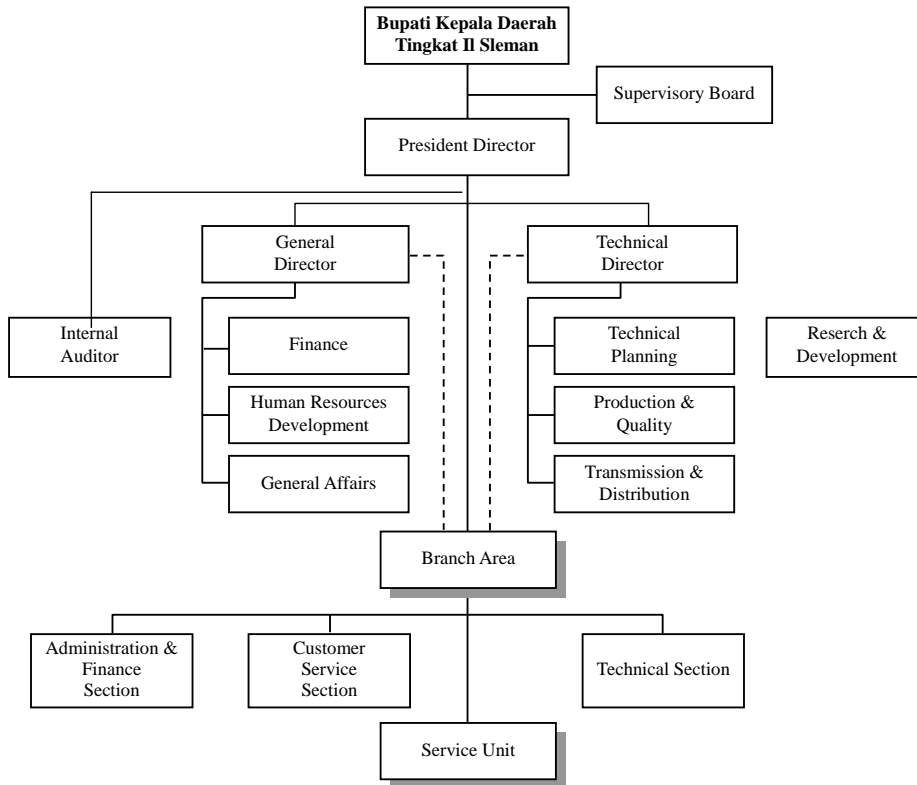 Bupati Kepala Daerah
Tingkat Il Sleman
Supervisory Board
President Director
General
Director
Technical
Director
Internal
Auditor
Finance
Technical
Planning
Reserch &
Development
Human Resources
Development
Production &
Quality
General Affairs
Transmission &
Distribution
Branch Area
Administration &
Finance
Section
Customer
Service
Section
Technical Section
Service Unit